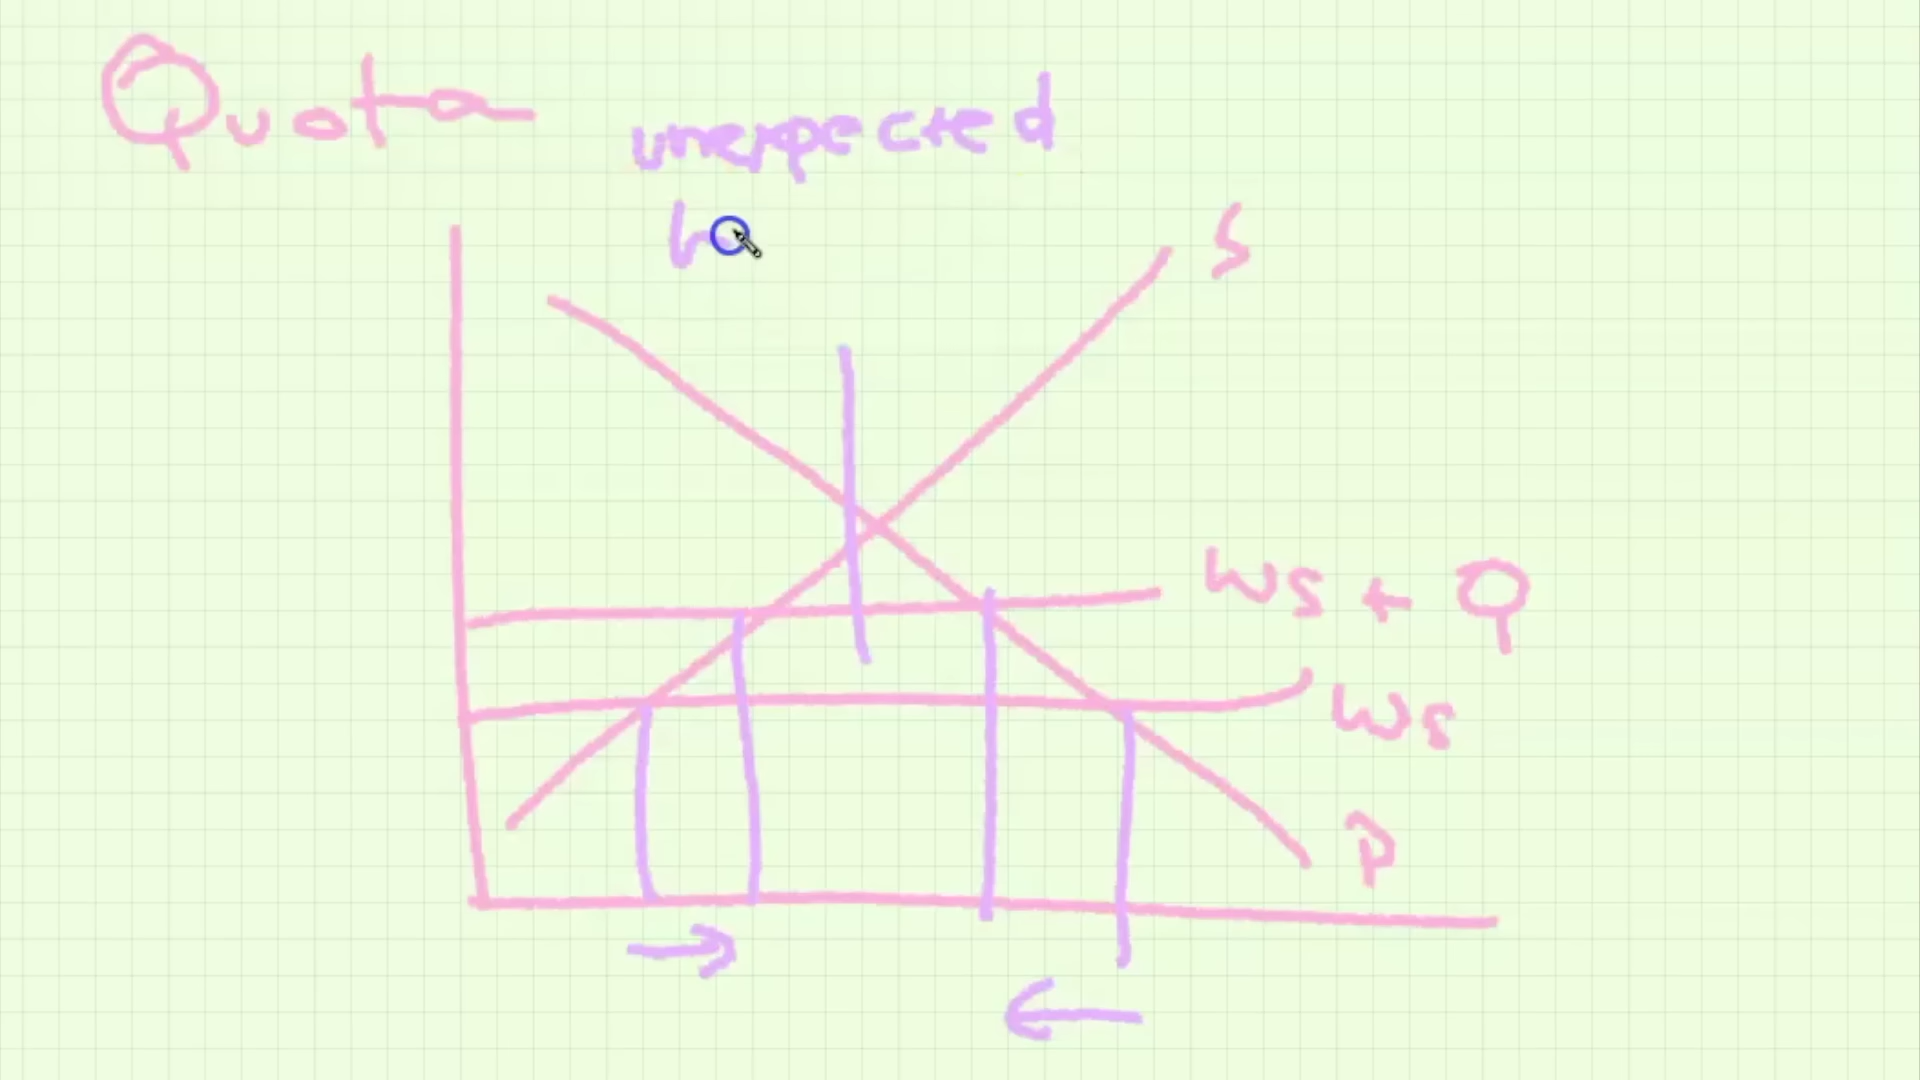 Quota
unexpected
S
WS + Q
WS
D